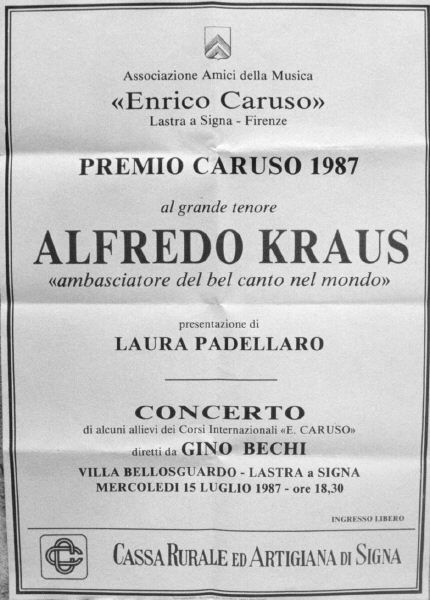 Associazione Amici della Musica
«Enrico Caruso»
Lastra a Signa - Firenze
PREMIO CARUSO 1987
al grande tenore
ALFREDO KRAUS
«ambasciatore del bel canto nel mondo»
presentazione di
LAURA PADELLARO
CONCERTO
di alcuni allievi dei Corsi Internazionali «E. CARUSO»
diretti da GINO BECHI
VILLA BELLOSGUARDO - LASTRA a SIGNA
MERCOLEDI 15 LUGLIO 1987 - ore 18,30
INGRESSO LIBERO
CASSA RURALE ED ARTIGIANA DI SIGNA